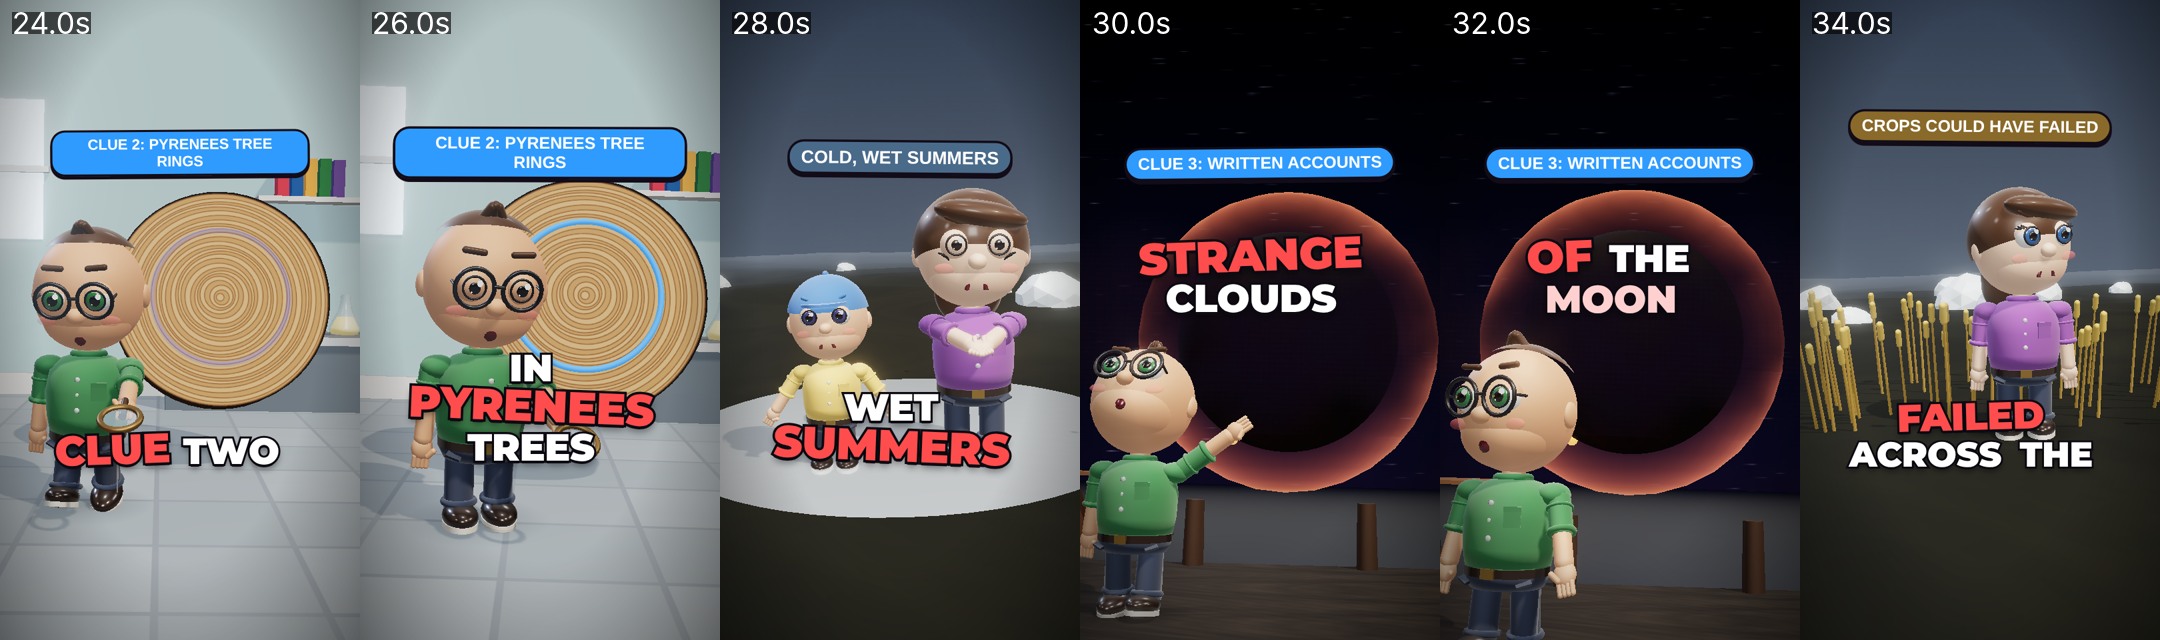 24.0s
CLUE 2: PYRENEES TREE
RINGS
CLUE TWO
26.0s
CLUE 2: PYRENEES TREE
RINGS
IN
PYRENEES
TREES
28.0s
COLD, WET SUMMERS
WET
SUMMERS
30.0s
CLUE 3: WRITTEN ACCOUNTS
STRANGE
CLOUDS
32.0s
CLUE 3: WRITTEN ACCOUNTS
OF THE
MOON
34.0s
CROPS COULD HAVE FAILED
FAILED
ACROSS THE